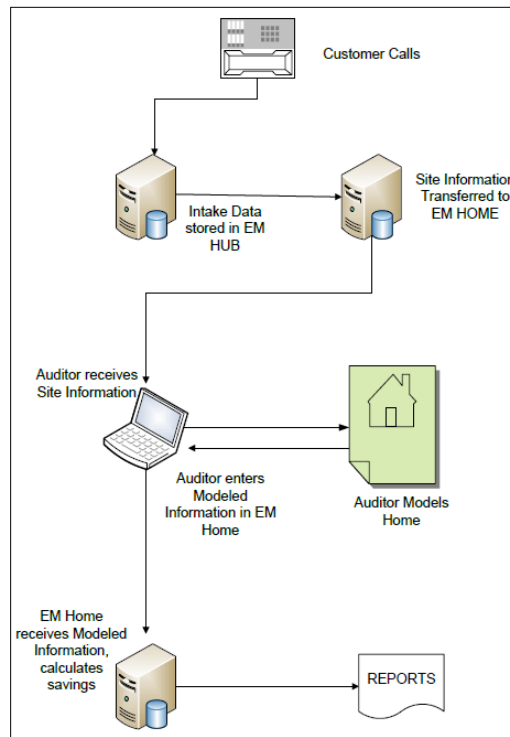 Customer Calls
Intake Data
stored in EM
HUB
Site Information
Transferred to
EM HOME
Auditor receives
Site Information
Auditor enters
Modeled
Information in EM
Home
Auditor Models
Home
EM Home
receives Modeled
Information,
calculates
savings
REPORTS